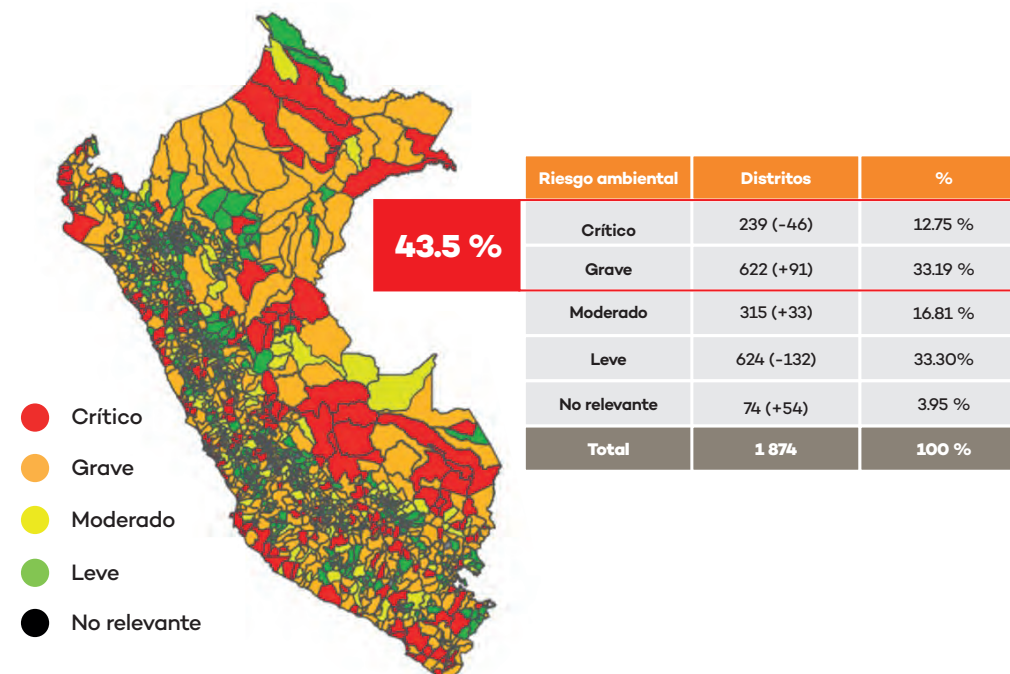 Riesgo ambiental Distritos %
43.5 %
Crítico 239 (-46) 12.75 %
Grave 622 (+91) 33.19 %
Moderado 315 (+33) 16.81 %
Leve 624 (-132) 33.30%
No relevante 74 (+54) 3.95 %
Total 1 874 100 %
Crítico
Grave
Moderado
Leve
No relevante